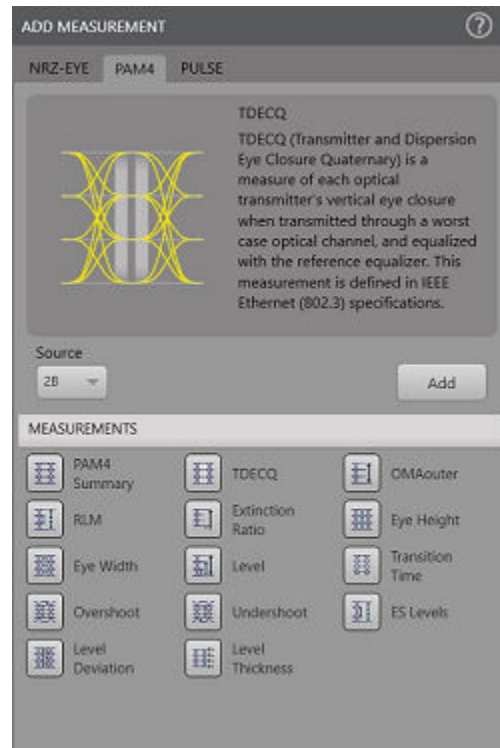 ADD MEASUREMENT
?
NRZ-EYE PAM4 PULSE
TDECQ
TDECQ (Transmitter and Dispersion
Eye Closure Quaternary) is a
measure of each optical
transmitter's vertical eye closure
when transmitted through a worst
case optical channel, and equalized
with the reference equalizer. This
measurement is defined in IEEE
Ethernet (802.3) specifications.
Source
2B
Add
MEASUREMENTS
PAM4
Summary
TDECQ
OMAouter
RLM
Extinction
Ratio
Eye Height
Eye Width
Level
Transition
Time
Overshoot
Undershoot
ES Levels
Level
Deviation
Level
Thickness